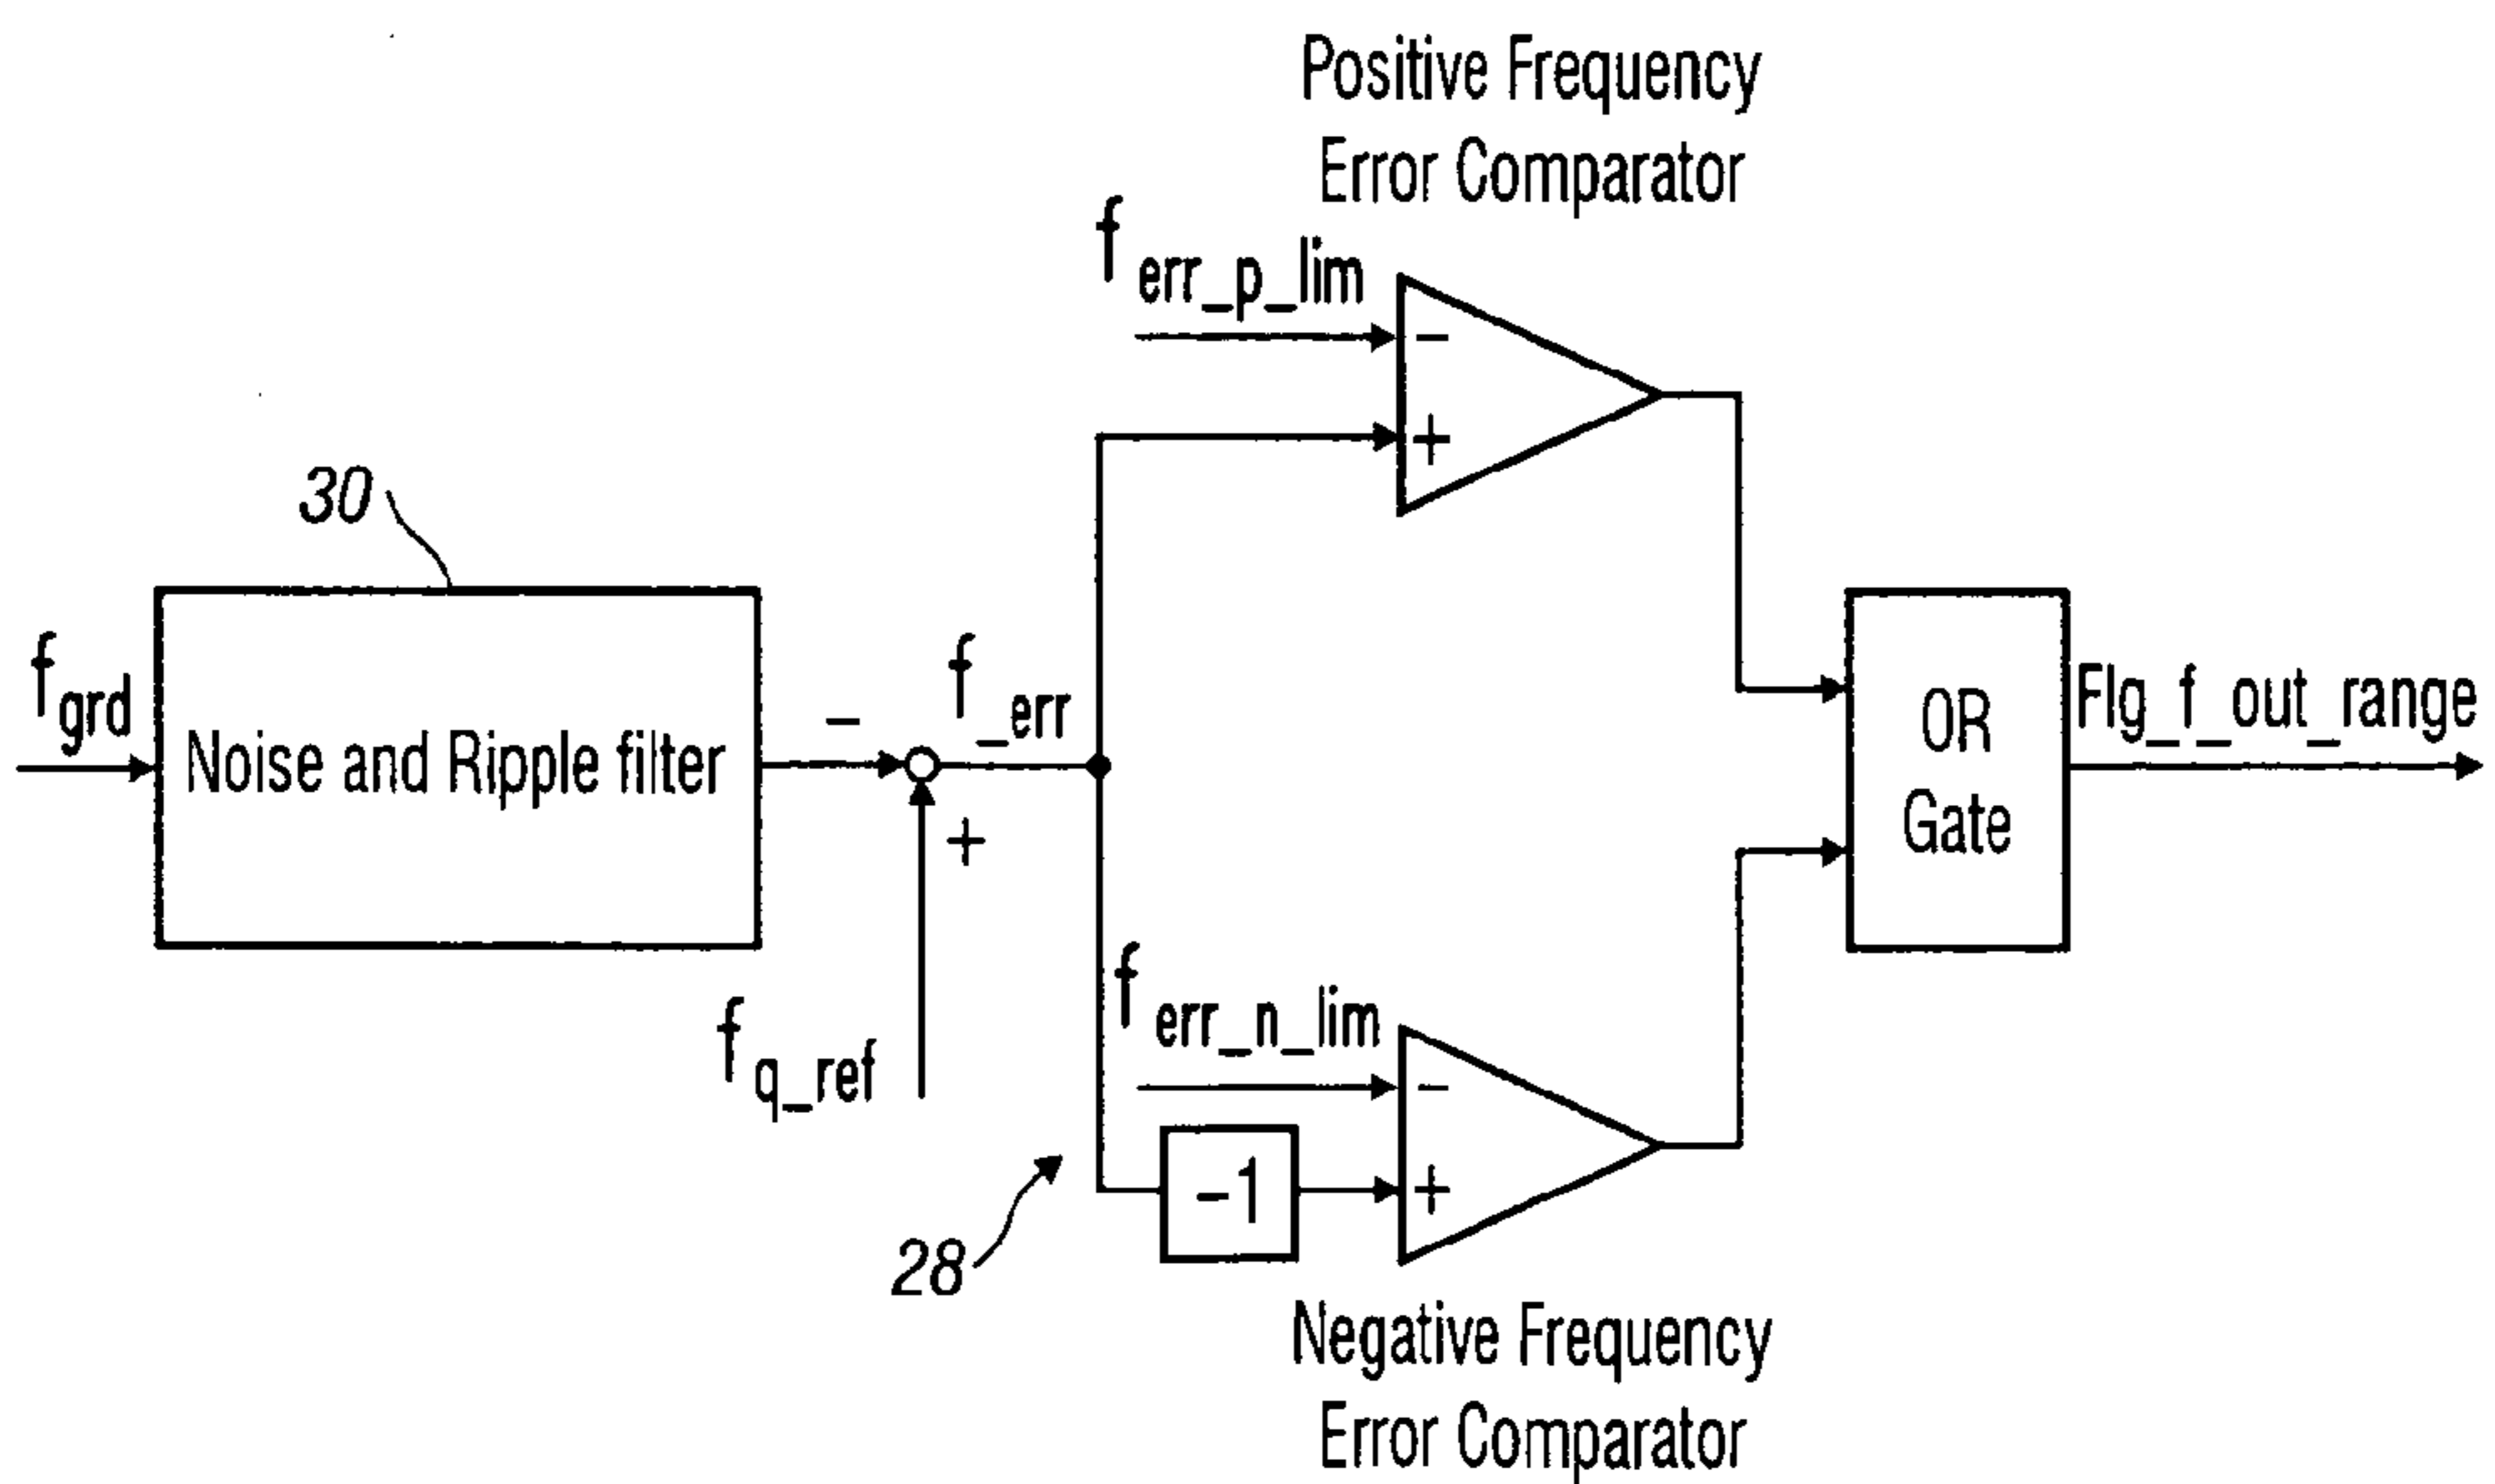 Positive Frequency
Error Comparator
f err_p_lim
-
+
30
f grd
Noise and Ripple filter
-
f _err
+
f q_ref
OR
Gate
Flg_f_out_range
f err_n_lim
-
-1
+
28
Negative Frequency
Error Comparator